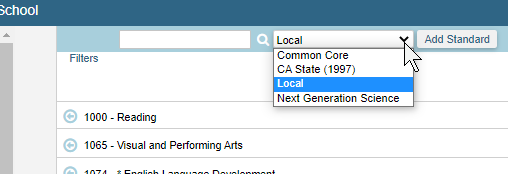 School
Local
Add Standard
Filters
Common Core
CA State (1997)
Local
Next Generation Science
1000 - Reading
1065 - Visual and Performing Arts
1074 - * English Language Development